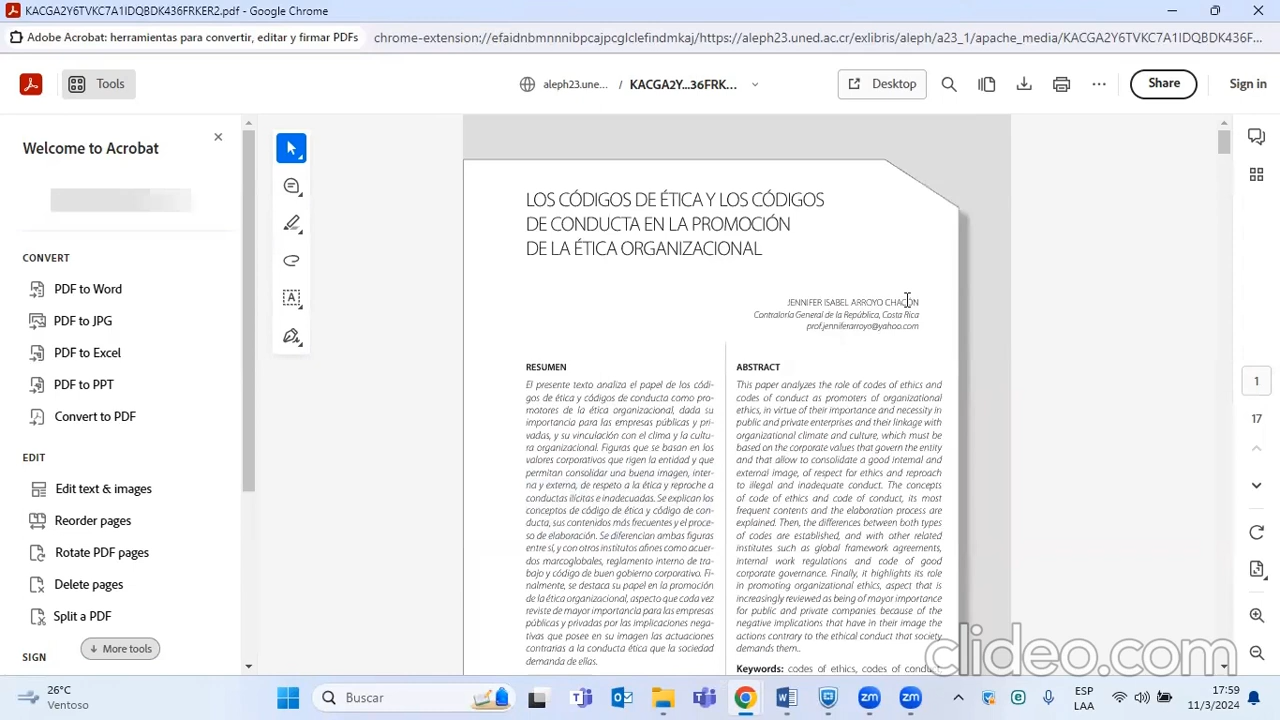 KACGA2Y6TVKC7A1IDQBDK436FRKER2.pdf - Google Chrome
Adobe Acrobat: herramientas para convertir, editar y firmar PDFs
chrome-extension://efaidnbmnnnibpcajpcglclefindmkaj/https://aleph23.uned.ac.cr/exlibris/aleph/a23_1/apache_media/KACGA2Y6TVKC7A1IDQBDK436F...
Tools
aleph23.une...
/ KACGA2Y...36FRK...
Desktop
Share
Sign in
Welcome to Acrobat
CONVERT
PDF to Word
PDF to JPG
PDF to Excel
PDF to PPT
Convert to PDF
EDIT
Edit text & images
Reorder pages
Rotate PDF pages
Delete pages
Split a PDF
More tools
SIGN
LOS CÓDIGOS DE ÉTICA Y LOS CÓDIGOS
DE CONDUCTA EN LA PROMOCIÓN
DE LA ÉTICA ORGANIZACIONAL
JENNIFER ISABEL ARROYO CHACÓN
Contraloría General de la República, Costa Rica
prof.jenniferarroyo@yahoo.com
RESUMEN
El presente texto analiza el papel de los códi-
gos de ética y códigos de conducta como pro-
motores de la ética organizacional, dada su
importancia para las empresas públicas y pri-
vadas, y su vinculación con el clima y la cultu-
ra organizacional. Figuras que se basan en los
valores corporativos que rigen la entidad y que
permitan consolidar una buena imagen, inter-
na y externa, de respeto a la ética y reproche a
conductas ilícitas e inadecuadas. Se explican los
conceptos de código de ética y código de con-
ducta, sus contenidos más frecuentes y el proce-
so de elaboración. Se diferencian ambas figuras
entre sí, y con otros institutos afines como acuer-
dos marcoglobales, reglamento interno de tra-
bajo y código de buen gobierno corporativo. Fi-
nalmente, se destaca su papel en la promoción
de la ética organizacional, aspecto que cada vez
reviste de mayor importancia para las empresas
públicas y privadas por las implicaciones nega-
tivas que posee en su imagen las actuaciones
contrarias a la conducta ética que la sociedad
demanda de ellas.
ABSTRACT
This paper analyzes the role of codes of ethics and
codes of conduct as promoters of organizational
ethics, in virtue of their importance and necessity in
public and private enterprises and their linkage with
organizational climate and culture, which must be
based on the corporate values that govern the entity
and that allow to consolidate a good internal and
external image, of respect for ethics and reproach
to illegal and inadequate conduct. The concepts
of code of ethics and code of conduct, its most
frequent contents and the elaboration process are
explained. Then, the differences between both types
of codes are established, and with other related
institutes such as global framework agreements,
internal work regulations and code of good
corporate governance. Finally, it highlights its role
in promoting organizational ethics, aspect that is
increasingly reviewed as being of mayor importance
for public and private companies because of the
negative implications that have in their image the
actions contrary to the ethical conduct that society
demands them..
Keywords: codes of ethics, codes of conduct
1
17
clideo.com
26°C
Ventoso
Buscar
ESP
LAA
17:59
11/3/2024